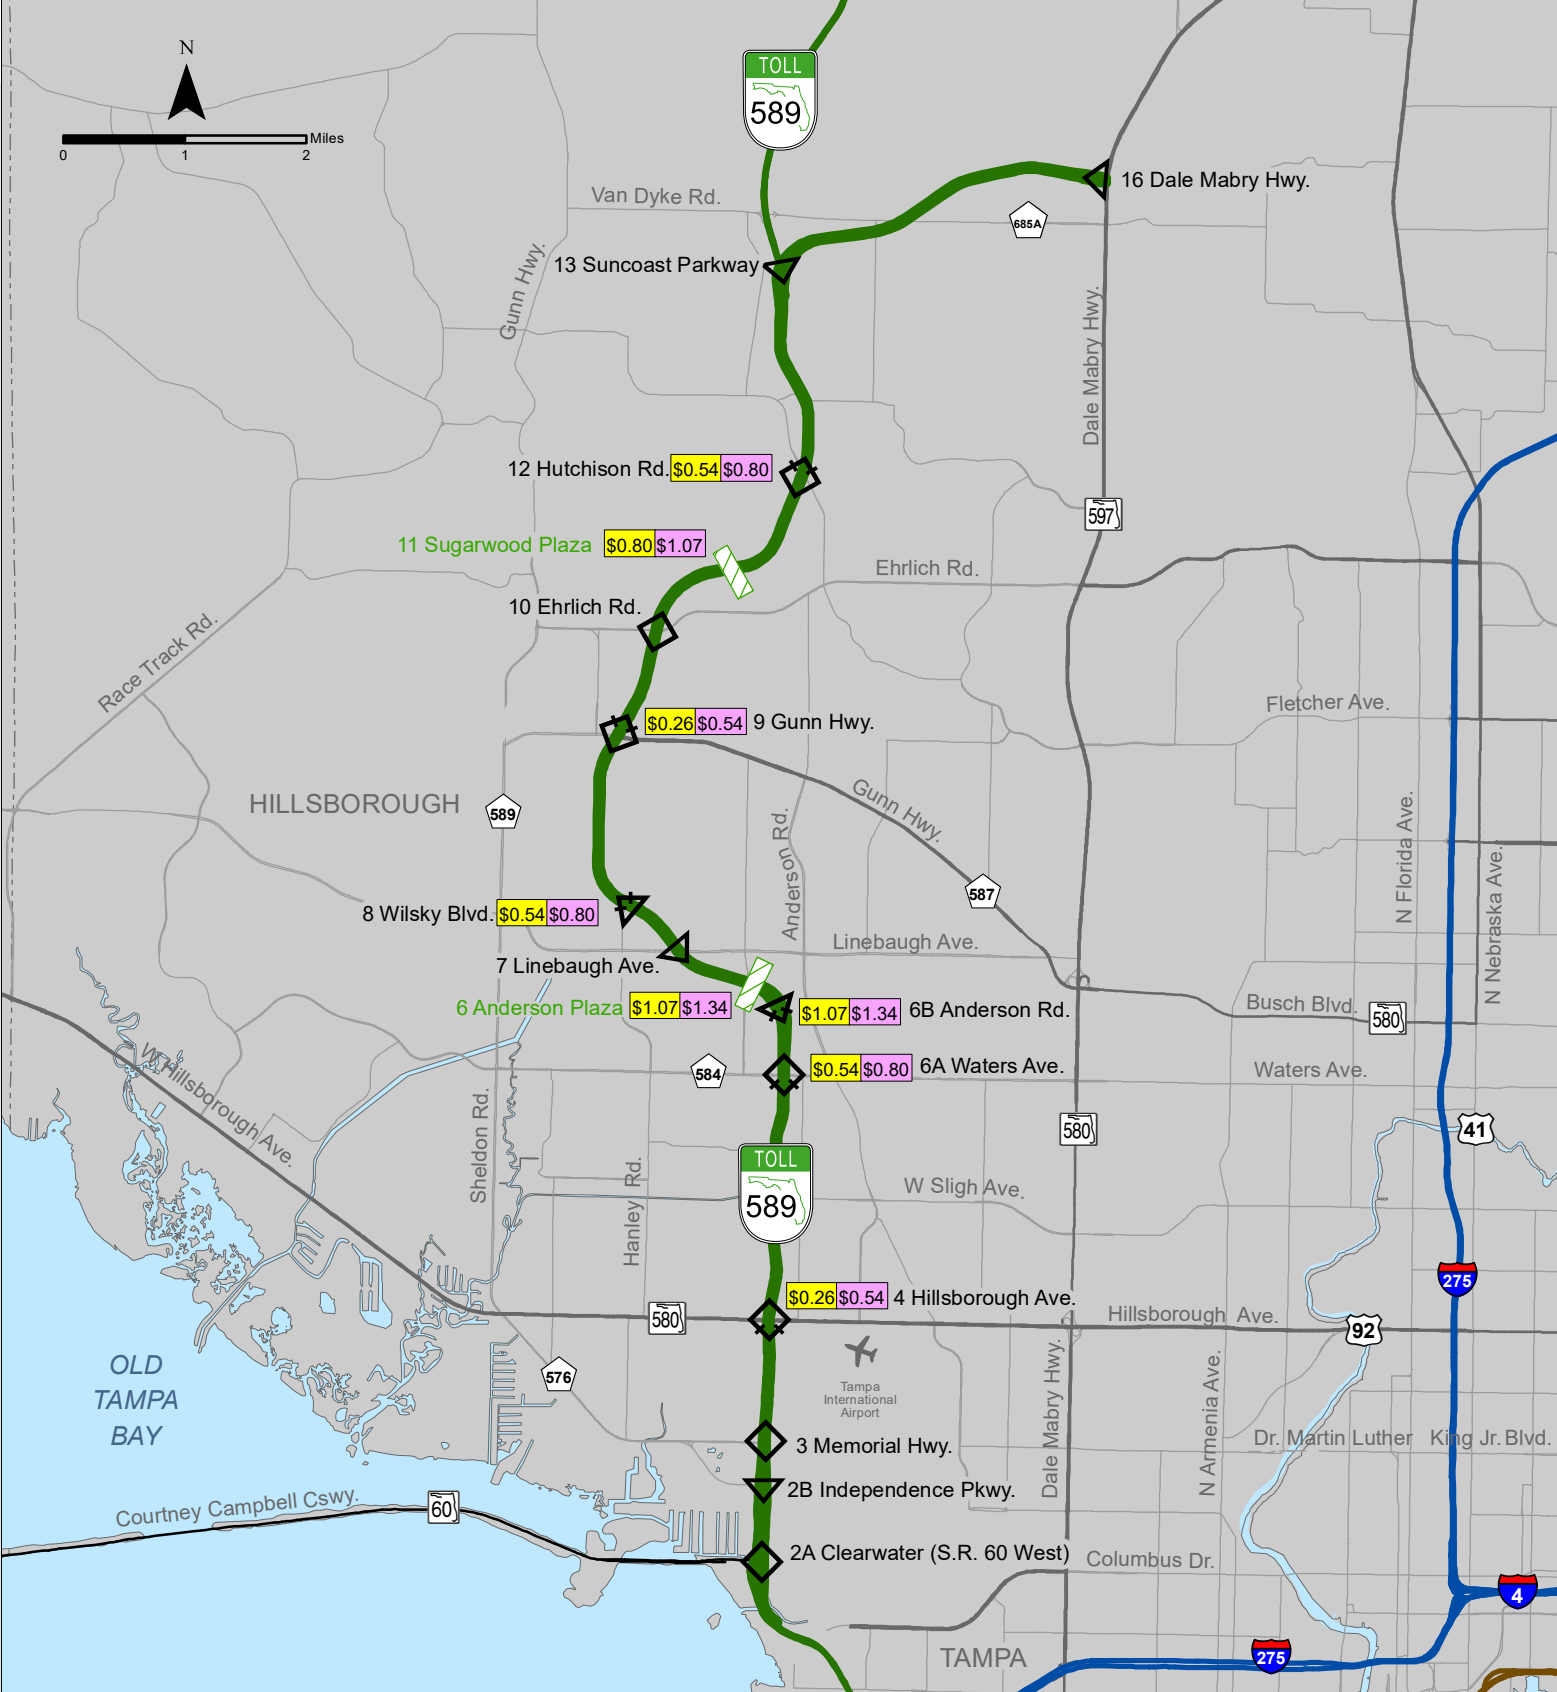 N
Miles
0 1 2
TOLL
589
16 Dale Mabry Hwy.
Van Dyke Rd.
685A
13 Suncoast Parkway
Gunn Hwy.
Dale Mabry Hwy.
12 Hutchison Rd. $0.54 $0.80
597
11 Sugarwood Plaza $0.80 $1.07
Ehrlich Rd.
10 Ehrlich Rd.
Race Track Rd.
Fletcher Ave.
$0.26 $0.54 9 Gunn Hwy.
HILLSBOROUGH
589
Gunn Hwy.
Anderson Rd.
N Florida Ave.
N Nebraska Ave.
587
8 Wilsky Blvd. $0.54 $0.80
Linebaugh Ave.
7 Linebaugh Ave.
6 Anderson Plaza $1.07 $1.34
$1.07 $1.34 6B Anderson Rd.
Busch Blvd.
580
584
$0.54 $0.80 6A Waters Ave.
Waters Ave.
W Hillsborough Ave.
Sheldon Rd.
580
41
TOLL
589
Hanley Rd.
W Sligh Ave.
275
$0.26 $0.54 4 Hillsborough Ave.
580
Hillsborough Ave.
92
OLD
TAMPA
BAY
576
Tampa
International
Airport
Dale Mabry Hwy.
N Armenia Ave.
3 Memorial Hwy.
Dr. Martin Luther King Jr. Blvd.
2B Independence Pkwy.
Courtney Campbell Cswy.
60
2A Clearwater (S.R. 60 West)
Columbus Dr.
4
TAMPA
275